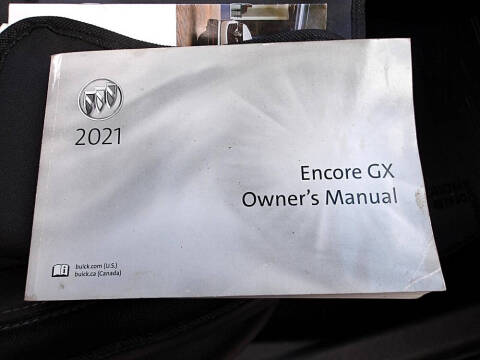 2021
Encore GX
Owner's Manual
buick.com (U.S.)
buick.ca (Canada)